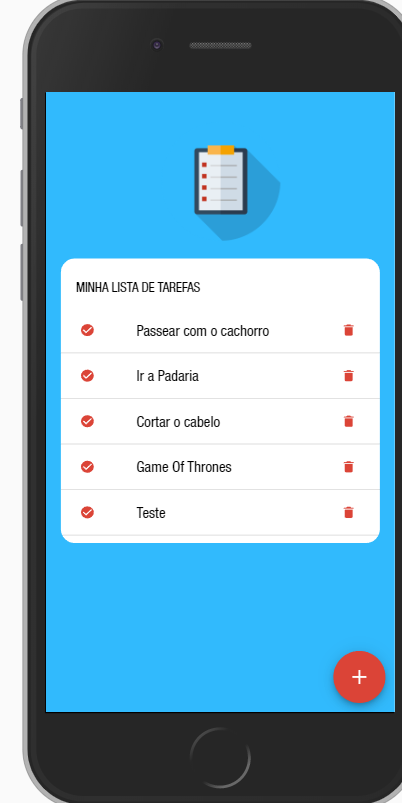 MINHA LISTA DE TAREFAS
Passear com o cachorro
Ir a Padaria
Cortar o cabelo
Game Of Thrones
Teste
+